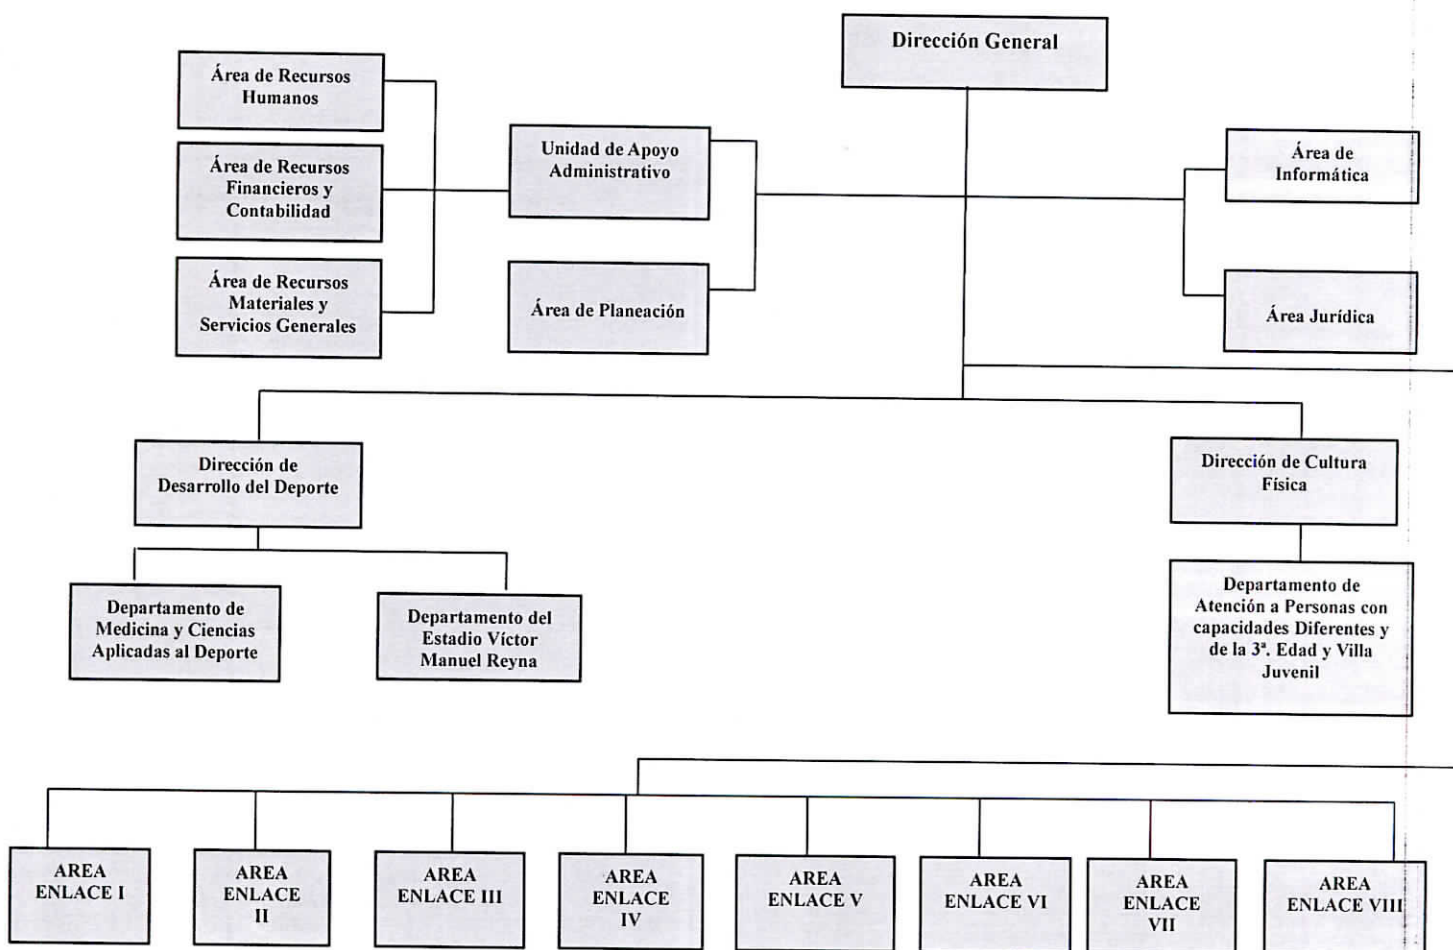 Dirección General
Área de Recursos
Humanos
Área de Recursos
Financieros y
Contabilidad
Área de Recursos
Materiales y
Servicios Generales
Unidad de Apoyo
Administrativo
Área de Planeación
Área de
Informática
Área Jurídica
Dirección de
Desarrollo del Deporte
Dirección de Cultura
Física
Departamento de
Medicina y Ciencias
Aplicadas al Deporte
Departamento del
Estadio Víctor
Manuel Reyna
Departamento de
Atención a Personas con
capacidades Diferentes y
de la 3ª. Edad y Villa
Juvenil
AREA
ENLACE I
AREA
ENLACE
II
AREA
ENLACE III
AREA
ENLACE
IV
AREA
ENLACE V
AREA
ENLACE VI
AREA
ENLACE
VII
AREA
ENLACE VIII